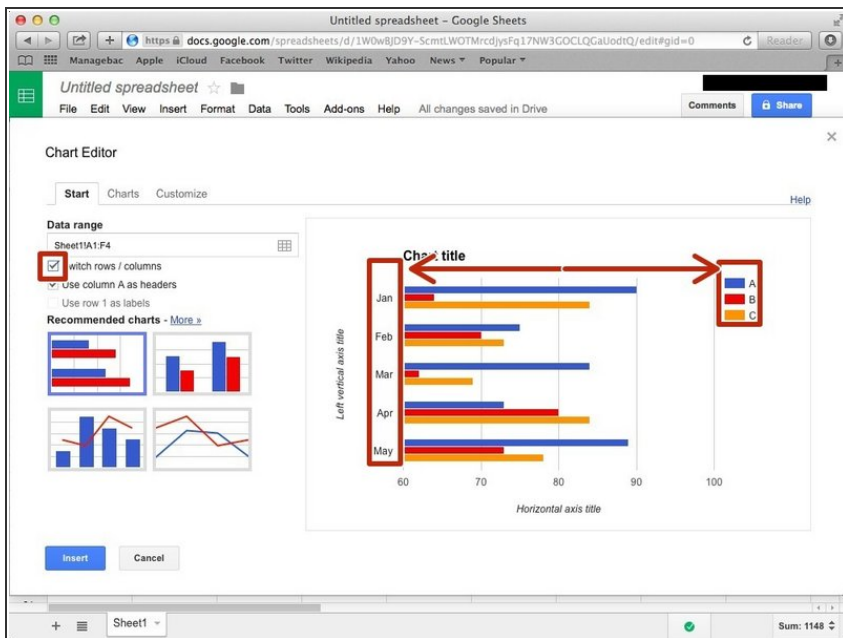 Untitled spreadsheet – Google Sheets
https docs.google.com/spreadsheets/d/1W0wBJD9Y-ScmtLWOTMrcdjysFq17NW3GOCLQGaUodtQ/edit#gid=0
Reader
Managebac Apple iCloud Facebook Twitter Wikipedia Yahoo News Popular
Untitled spreadsheet
File Edit View Insert Format Data Tools Add-ons Help All changes saved in Drive
Comments Share
Chart Editor
Start Charts Customize
Help
Data range
Sheet1!A1:F4
witch rows / columns
Use column A as headers
Use row 1 as labels
Recommended charts - More »
Chart title
A
B
C
Left vertical axis title
Jan
Feb
Mar
Apr
May
60 70 80 90 100
Horizontal axis title
Insert Cancel
Sheet1
Sum: 1148